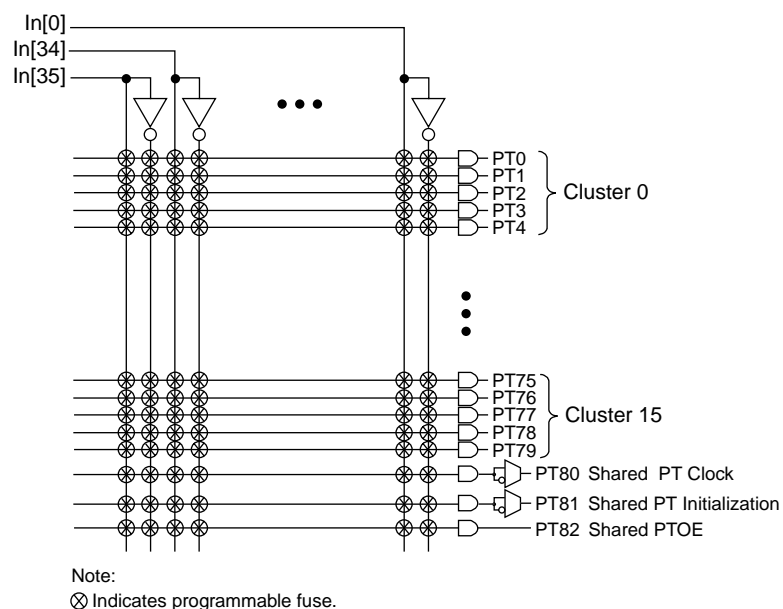 In[0]
In[34]
In[35]
PT0
PT1
PT2
PT3
PT4
Cluster 0
PT75
PT76
PT77
PT78
PT79
Cluster 15
PT80 Shared PT Clock
PT81 Shared PT Initialization
PT82 Shared PTOE
Note:
Indicates programmable fuse.